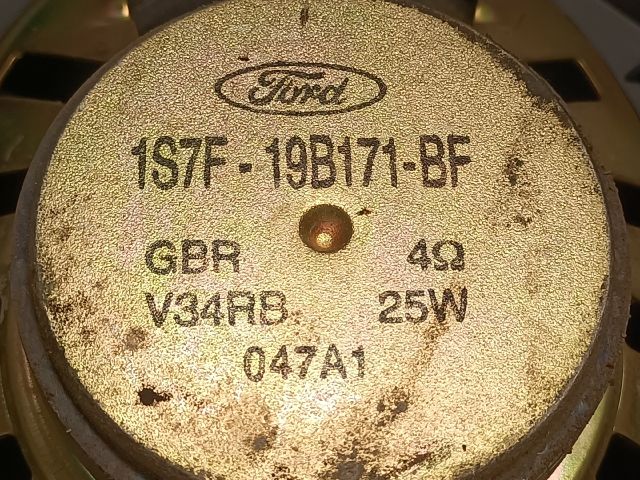 Ford
1S7F-19B171-BF
GBR 4Ω
V34RB 25W
047A1